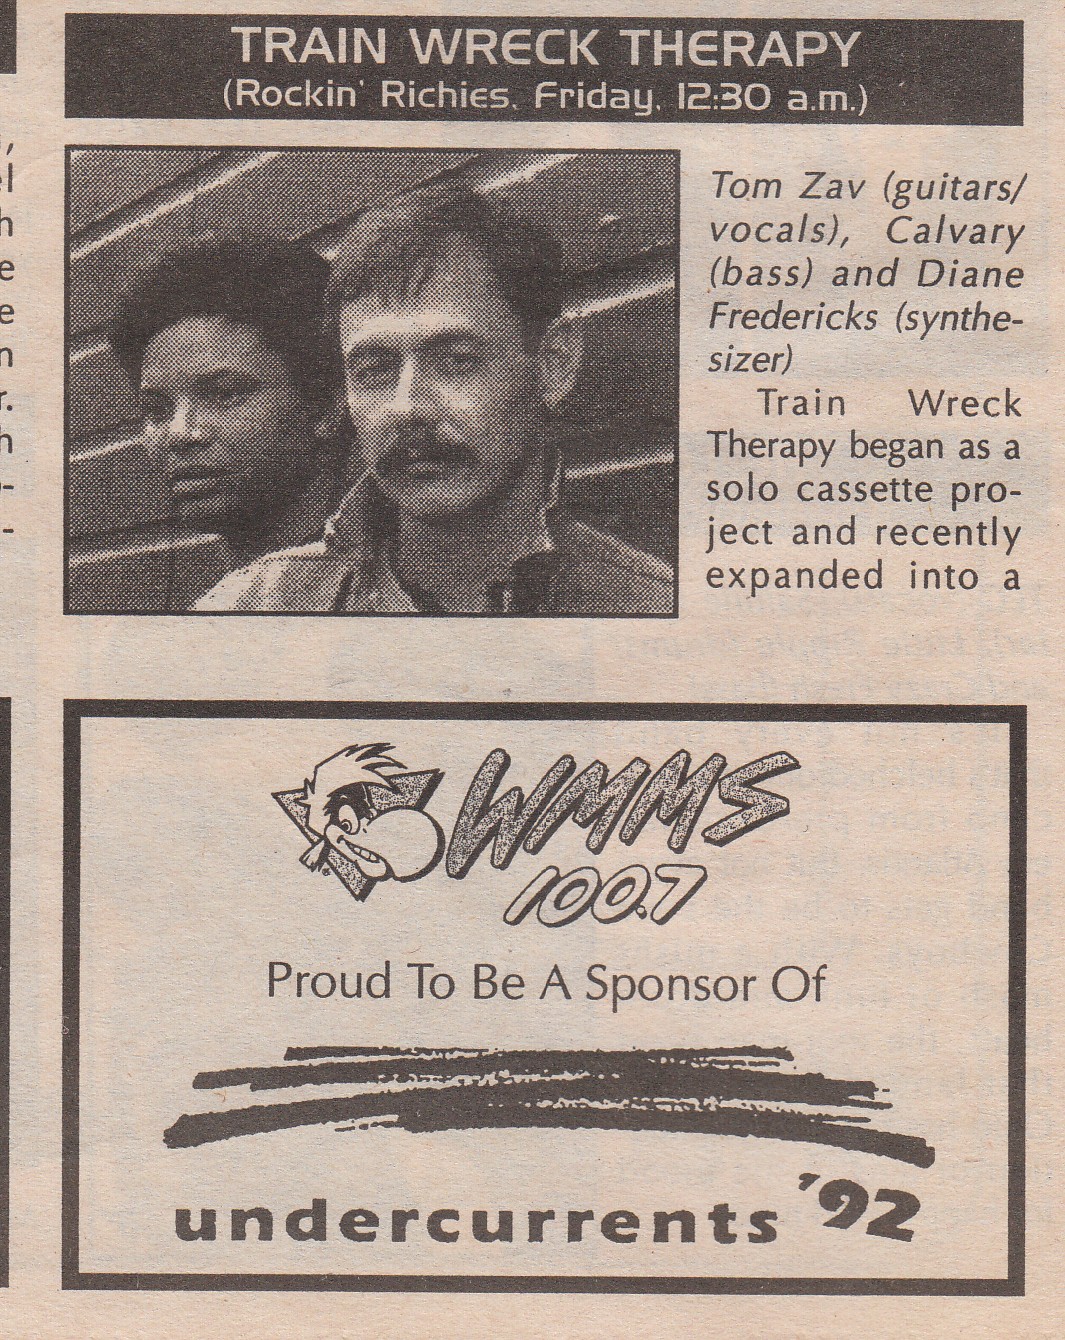 TRAIN WRECK THERAPY
(Rockin' Richies, Friday, 12:30 a.m.)
Tom Zav (guitars/
vocals), Calvary
(bass) and Diane
Fredericks (synthe-
sizer)
Train Wreck
Therapy began as a
solo cassette pro-
ject and recently
expanded into a
WMMS
100.7
Proud To Be A Sponsor Of
undercurrents '92